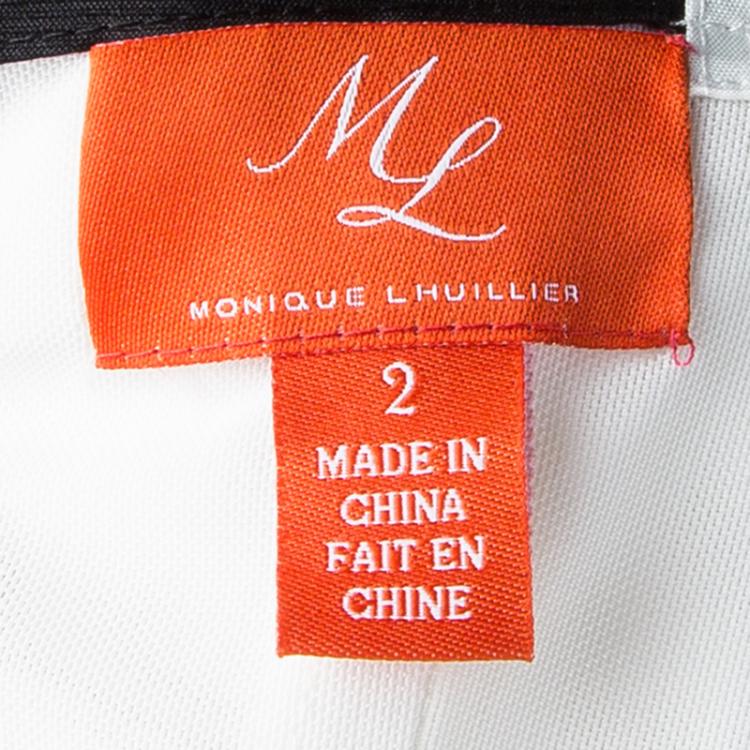 ML
MONIQUE LHUILLIER
2
MADE IN
CHINA
FAIT EN
CHINE